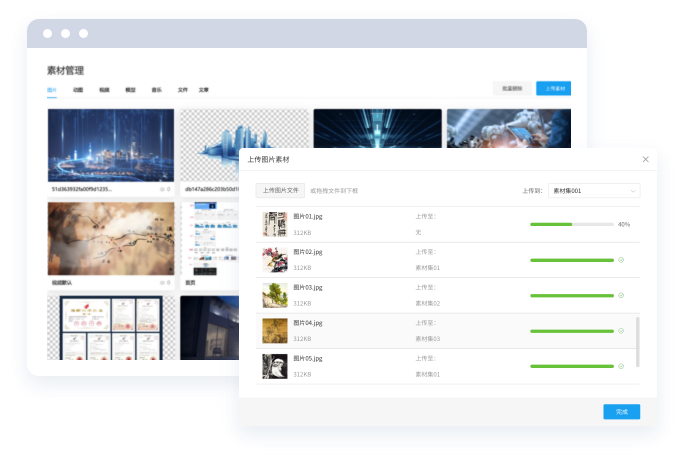 素材管理
图片 动图 视频 模型 音乐 文件 文章
批量删除 上传素材
51d363932fa00f9d1235...
db147a286c203b50d10
视频默认
首页
上传图片素材
上传图片文件 或拖拽文件到下框 上传到: 素材集001
图片01.jpg 上传至:
40%
312KB 无
图片02.jpg 上传至:
312KB 素材集01
图片03.jpg 上传至:
312KB 素材集02
图片04.jpg 上传至:
312KB 素材集03
图片05.jpg 上传至:
312KB 素材集01
完成